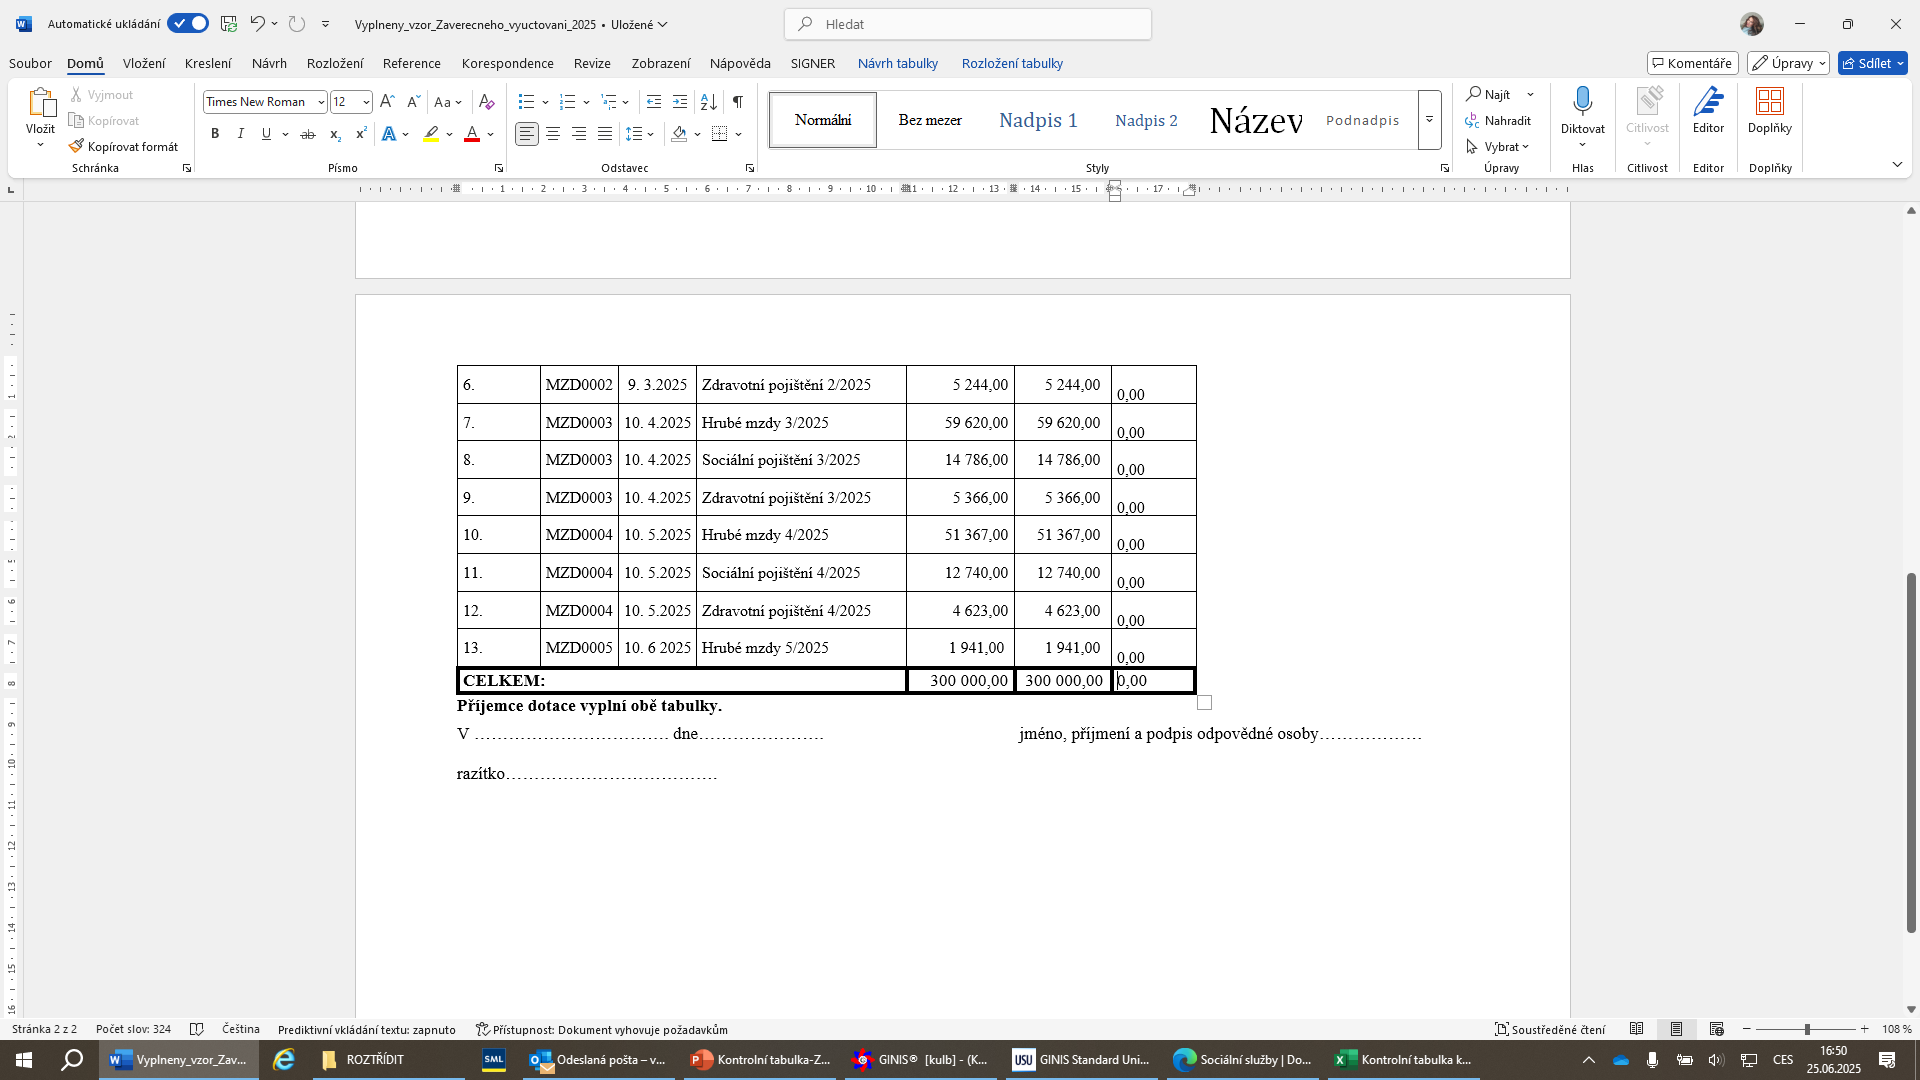 Automatické ukládání Vyplneny_vzor_Zaverecneho_vyuctovani_2025 • Uložené Hledat
Soubor Domů Vložení Kreslení Návrh Rozložení Reference Korespondence Revize Zobrazení Nápověda SIGNER Návrh tabulky Rozložení tabulky Komentáře Úpravy Sdílet
Vložit Vyjmout Kopírovat Kopírovat formát Schránka
Times New Roman 12 Písmo
Odstavec
Normální Bez mezer Nadpis 1 Nadpis 2 Název Podnadpis Styly
Najít Nahradit Vybrat Úpravy
Diktovat Hlas
Citlivost Citlivost
Editor Editor
Doplňky Doplňky
6. MZD0002 9. 3.2025 Zdravotní pojištění 2/2025 5 244,00 5 244,00 0,00
7. MZD0003 10. 4.2025 Hrubé mzdy 3/2025 59 620,00 59 620,00 0,00
8. MZD0003 10. 4.2025 Sociální pojištění 3/2025 14 786,00 14 786,00 0,00
9. MZD0003 10. 4.2025 Zdravotní pojištění 3/2025 5 366,00 5 366,00 0,00
10. MZD0004 10. 5.2025 Hrubé mzdy 4/2025 51 367,00 51 367,00 0,00
11. MZD0004 10. 5.2025 Sociální pojištění 4/2025 12 740,00 12 740,00 0,00
12. MZD0004 10. 5.2025 Zdravotní pojištění 4/2025 4 623,00 4 623,00 0,00
13. MZD0005 10. 6 2025 Hrubé mzdy 5/2025 1 941,00 1 941,00 0,00
CELKEM: 300 000,00 300 000,00 0,00
Příjemce dotace vyplní obě tabulky.
V ……………………………. dne…………………. jméno, příjmení a podpis odpovědné osoby………………
razítko……………………………….
Stránka 2 z 2 Počet slov: 324 Čeština Prediktivní vkládání textu: zapnuto Přístupnost: Dokument vyhovuje požadavkům Soustředěné čtení 108 %
Vyplneny_vzor_Zav... ROZTŘÍDIT SML Odeslaná pošta – v... Kontrolní tabulka-Z... GINIS® [kulb] - (K... USU GINIS Standard Uni... Sociální služby | Do... Kontrolní tabulka k... CES 16:50
25.06.2025